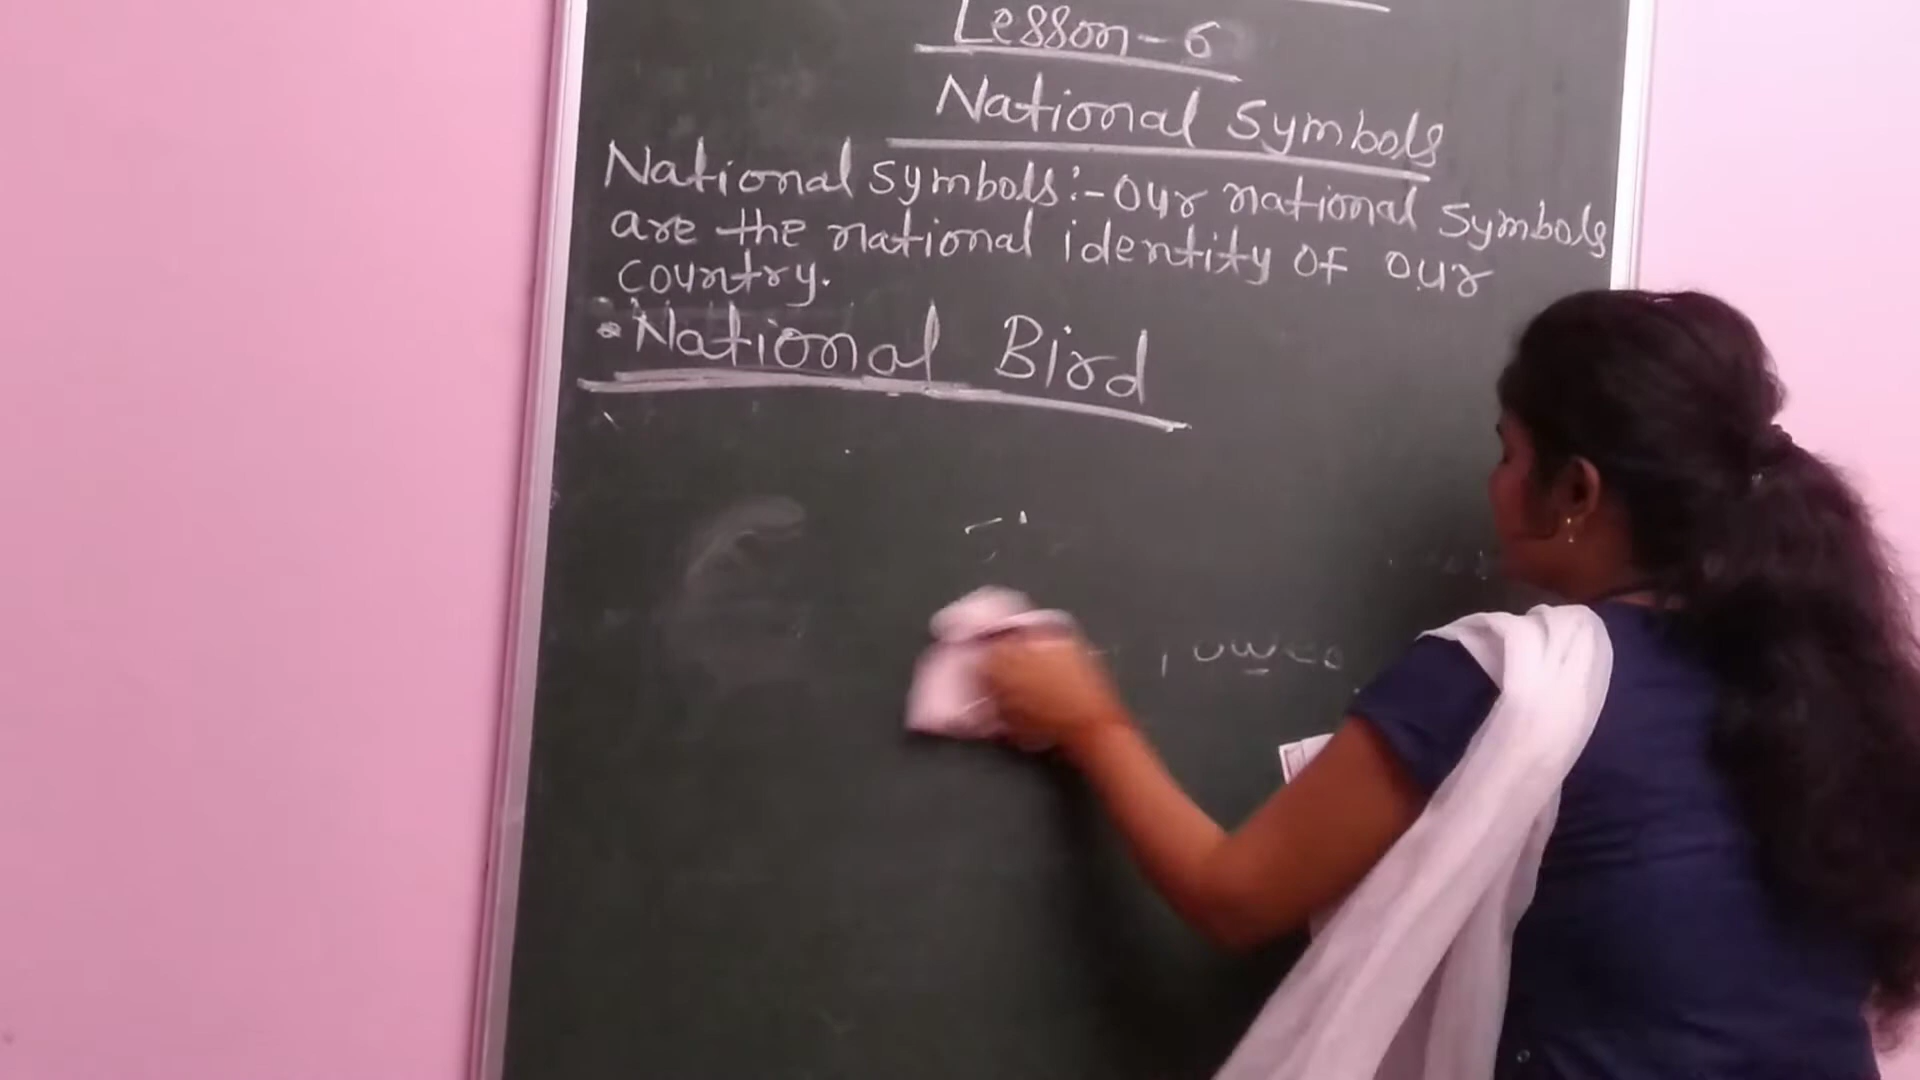 Lesson-6
National Symbols
National Symbols:-Our national Symbols
are the national identity of our
country.
National Bird